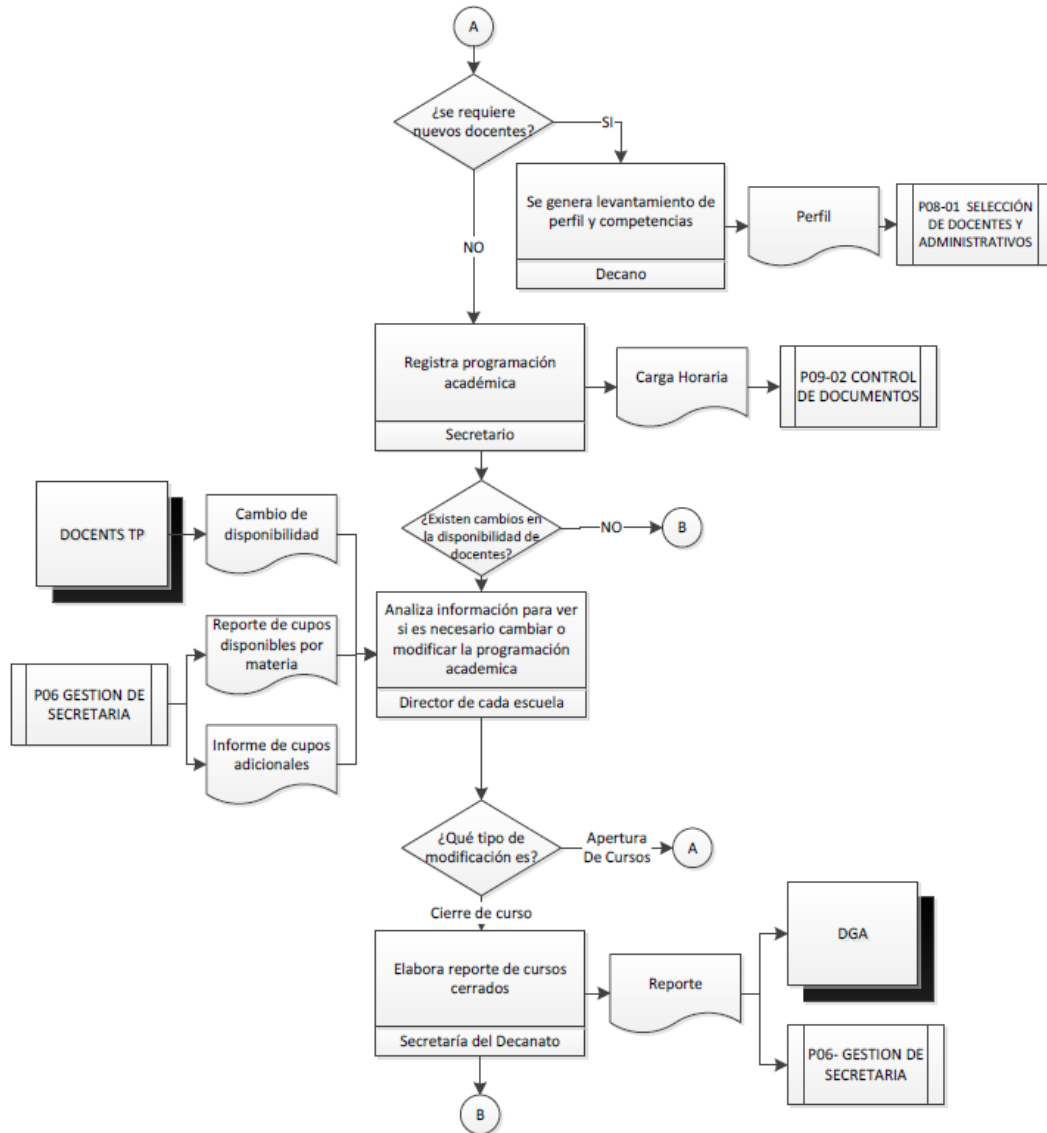 A
¿se requiere
nuevos docentes?
SI
Se genera levantamiento de
perfil y competencias
Decano
Perfil
P08-01 SELECCIÓN
DE DOCENTES Y
ADMINISTRATIVOS
NO
Registra programación
académica
Secretario
Carga Horaria
P09-02 CONTROL
DE DOCUMENTOS
¿Existen cambios en
la disponibilidad de
docentes?
NO
B
DOCENTS TP
Cambio de
disponibilidad
Reporte de cupos
disponibles por
materia
P06 GESTION DE
SECRETARIA
Informe de cupos
adicionales
Analiza información para ver
si es necesario cambiar o
modificar la programación
academica
Director de cada escuela
¿Qué tipo de
modificación es?
Apertura
De Cursos
A
Cierre de curso
Elabora reporte de cursos
cerrados
Secretaría del Decanato
Reporte
DGA
P06- GESTION DE
SECRETARIA
B